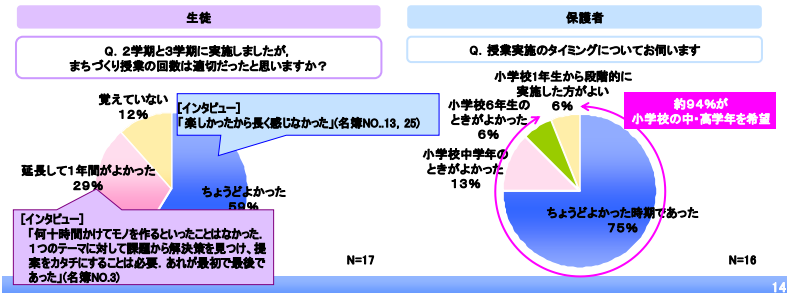 生徒
Q．２学期と３学期に実施しましたが，
まちづくり授業の回数は適切だったと思いますか？
覚えていない
12%
[インタビュー]
「楽しかったから長く感じなかった」(名簿NO..13, 25)
延長して１年間がよかった
29%
ちょうどよかった
59%
[インタビュー]
「何十時間かけてモノを作るといったことはなかった．
１つのテーマに対して課題から解決策を見つけ、提
案をカタチにすることは必要．あれが最初で最後で
あった」(名簿NO.3)
N=17
保護者
Q．授業実施のタイミングについてお伺います
小学校１年生から段階的に
実施した方がよい
6%
小学校６年生の
ときがよかった
6%
小学校中学年の
ときがよかった
13%
約９４％が
小学校の中・高学年を希望
ちょうどよかった時期であった
75%
N=16
14